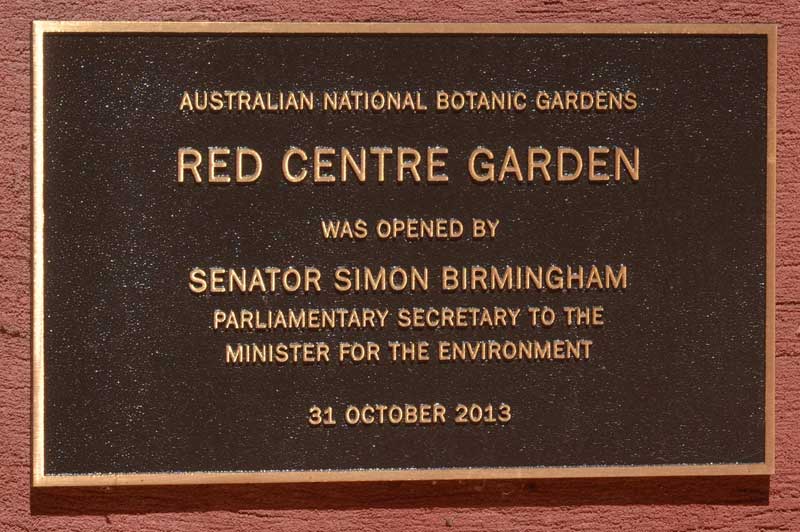 AUSTRALIAN NATIONAL BOTANIC GARDENS
RED CENTRE GARDEN
WAS OPENED BY
SENATOR SIMON BIRMINGHAM
PARLIAMENTARY SECRETARY TO THE
MINISTER FOR THE ENVIRONMENT
31 OCTOBER 2013